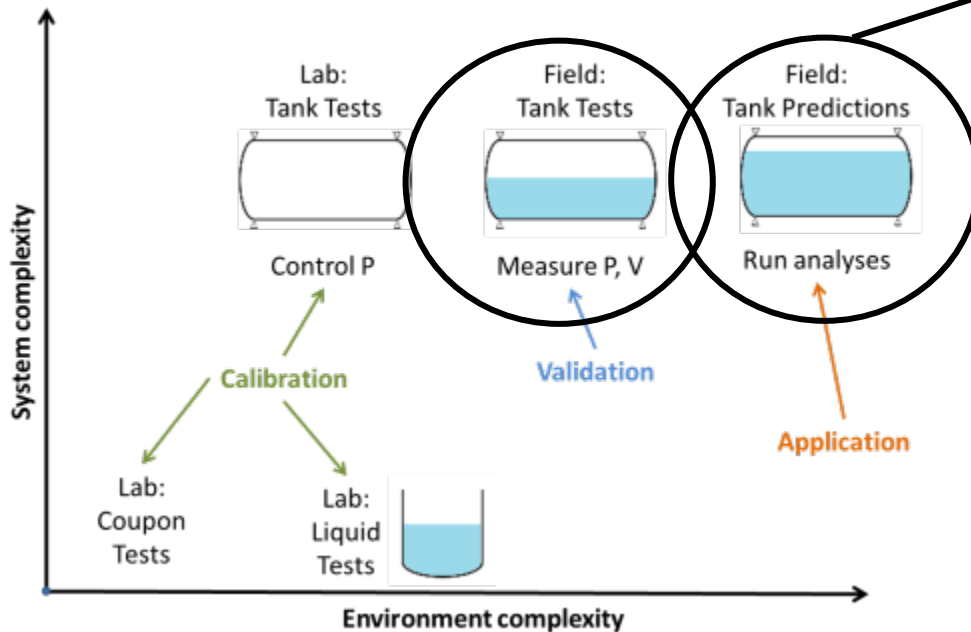 Lab:
Tank Tests
Field:
Tank Tests
Field:
Tank Predictions
Control P
Measure P, V
Run analyses
System complexity
Calibration
Validation
Application
Lab:
Coupon
Tests
Lab:
Liquid
Tests
Environment complexity